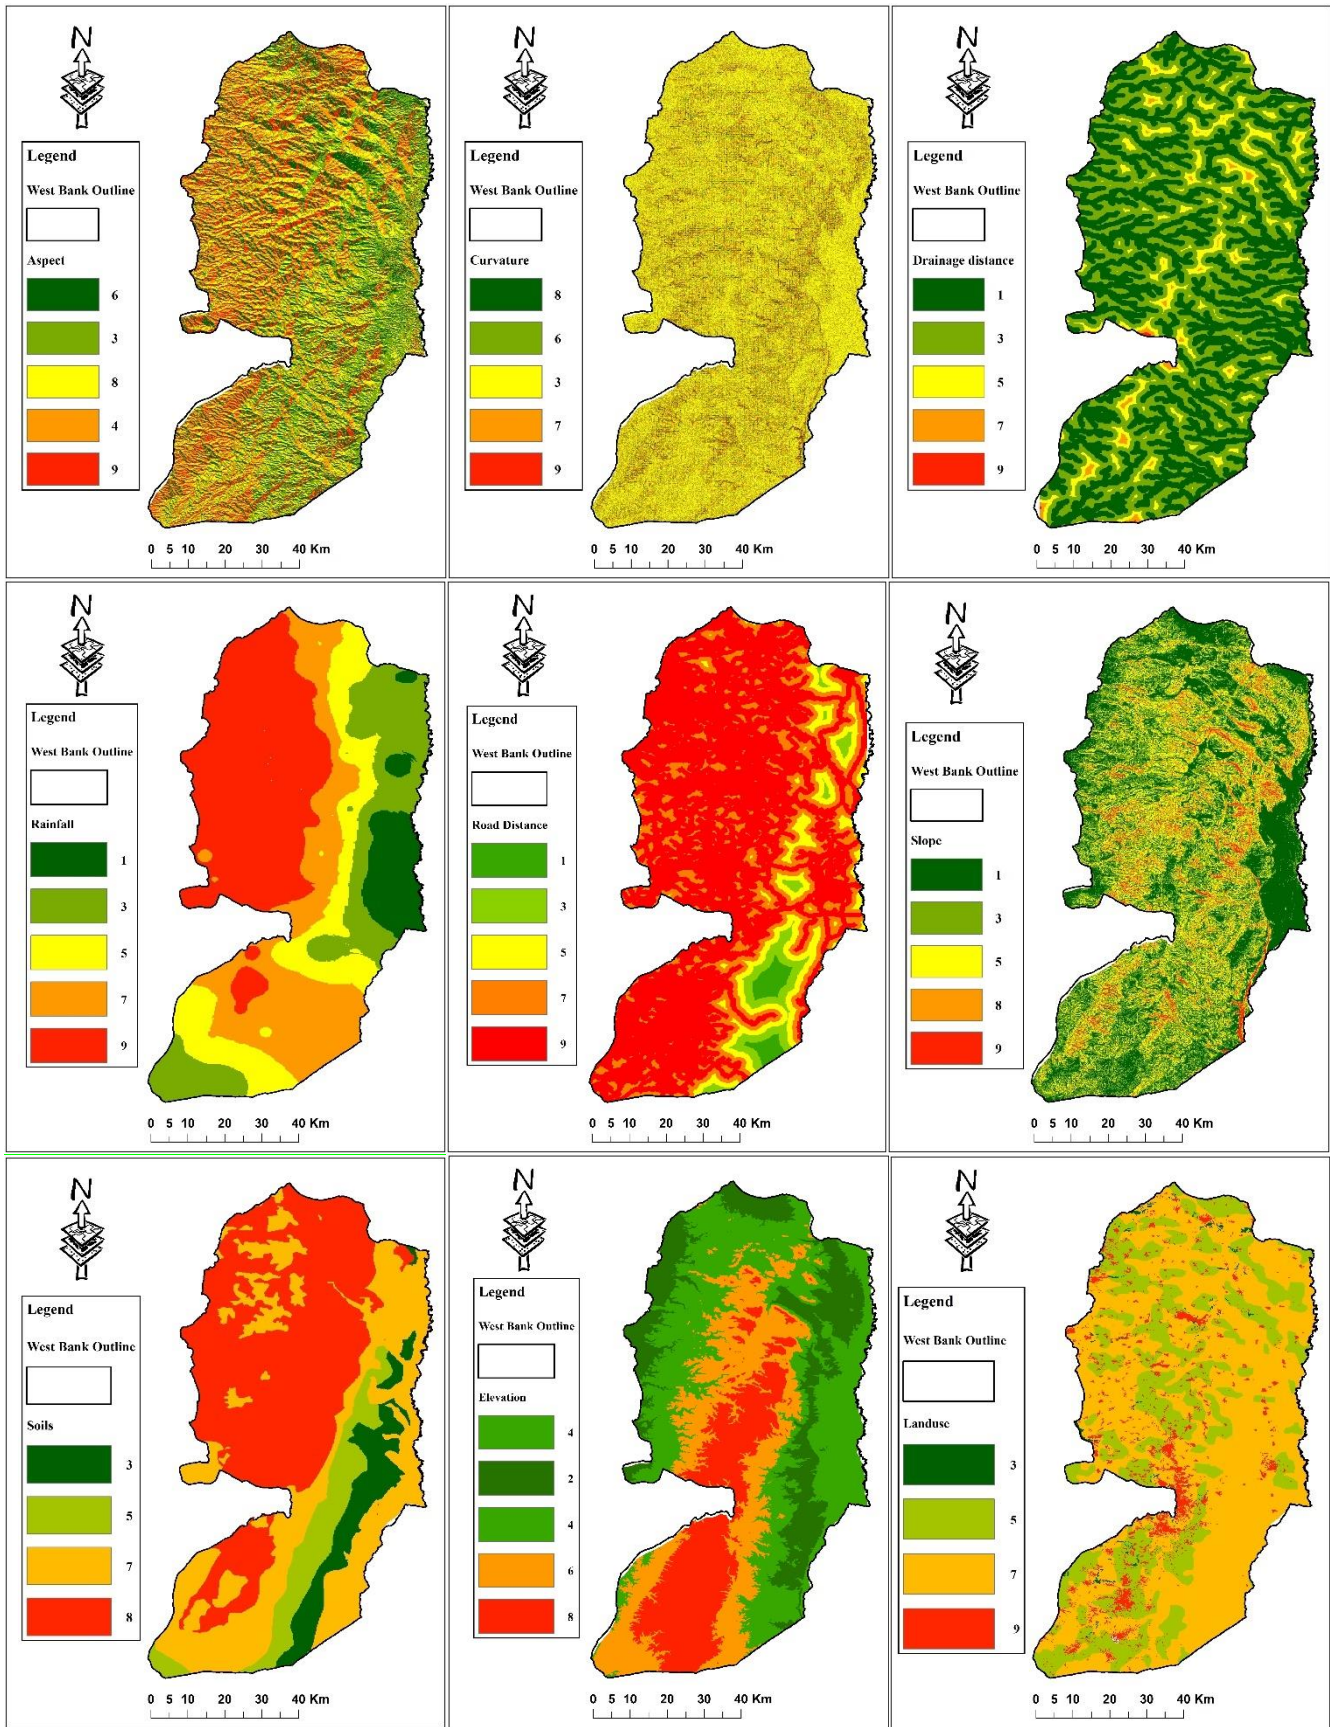 N
Legend
West Bank Outline
Aspect
6
3
8
4
9
0 5 10 20 30 40 Km
N
Legend
West Bank Outline
Curvature
8
6
3
7
9
0 5 10 20 30 40 Km
N
Legend
West Bank Outline
Drainage distance
1
3
5
7
9
0 5 10 20 30 40 Km
N
Legend
West Bank Outline
Rainfall
1
3
5
7
9
0 5 10 20 30 40 Km
N
Legend
West Bank Outline
Road Distance
1
3
5
7
9
0 5 10 20 30 40 Km
N
Legend
West Bank Outline
Slope
1
3
5
8
9
0 5 10 20 30 40 Km
N
Legend
West Bank Outline
Soils
3
5
7
8
0 5 10 20 30 40 Km
N
Legend
West Bank Outline
Elevation
4
2
4
6
8
0 5 10 20 30 40 Km
N
Legend
West Bank Outline
Landuse
3
5
7
9
0 5 10 20 30 40 Km